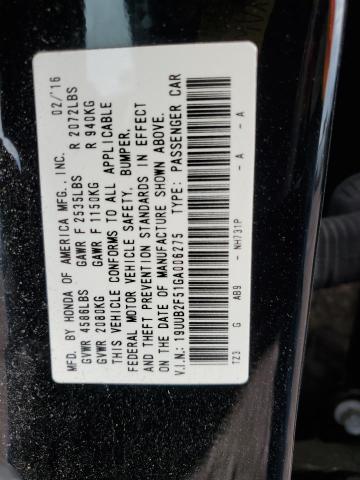 MFD. BY HONDA OF AMERICA MFG., INC. 02/'16
GVWR 4586LBS GAWR F 2535LBS R 2072LBS
GVWR 2080KG GAWR F 1150KG R 940KG
THIS VEHICLE CONFORMS TO ALL APPLICABLE
FEDERAL MOTOR VEHICLE SAFETY, BUMPER,
AND THEFT PREVENTION STANDARDS IN EFFECT
ON THE DATE OF MANUFACTURE SHOWN ABOVE.
V.I.N.: 19UUB2F51GA006275 TYPE: PASSENGER CAR
TZ3 G AB9 - NH731P - A - A